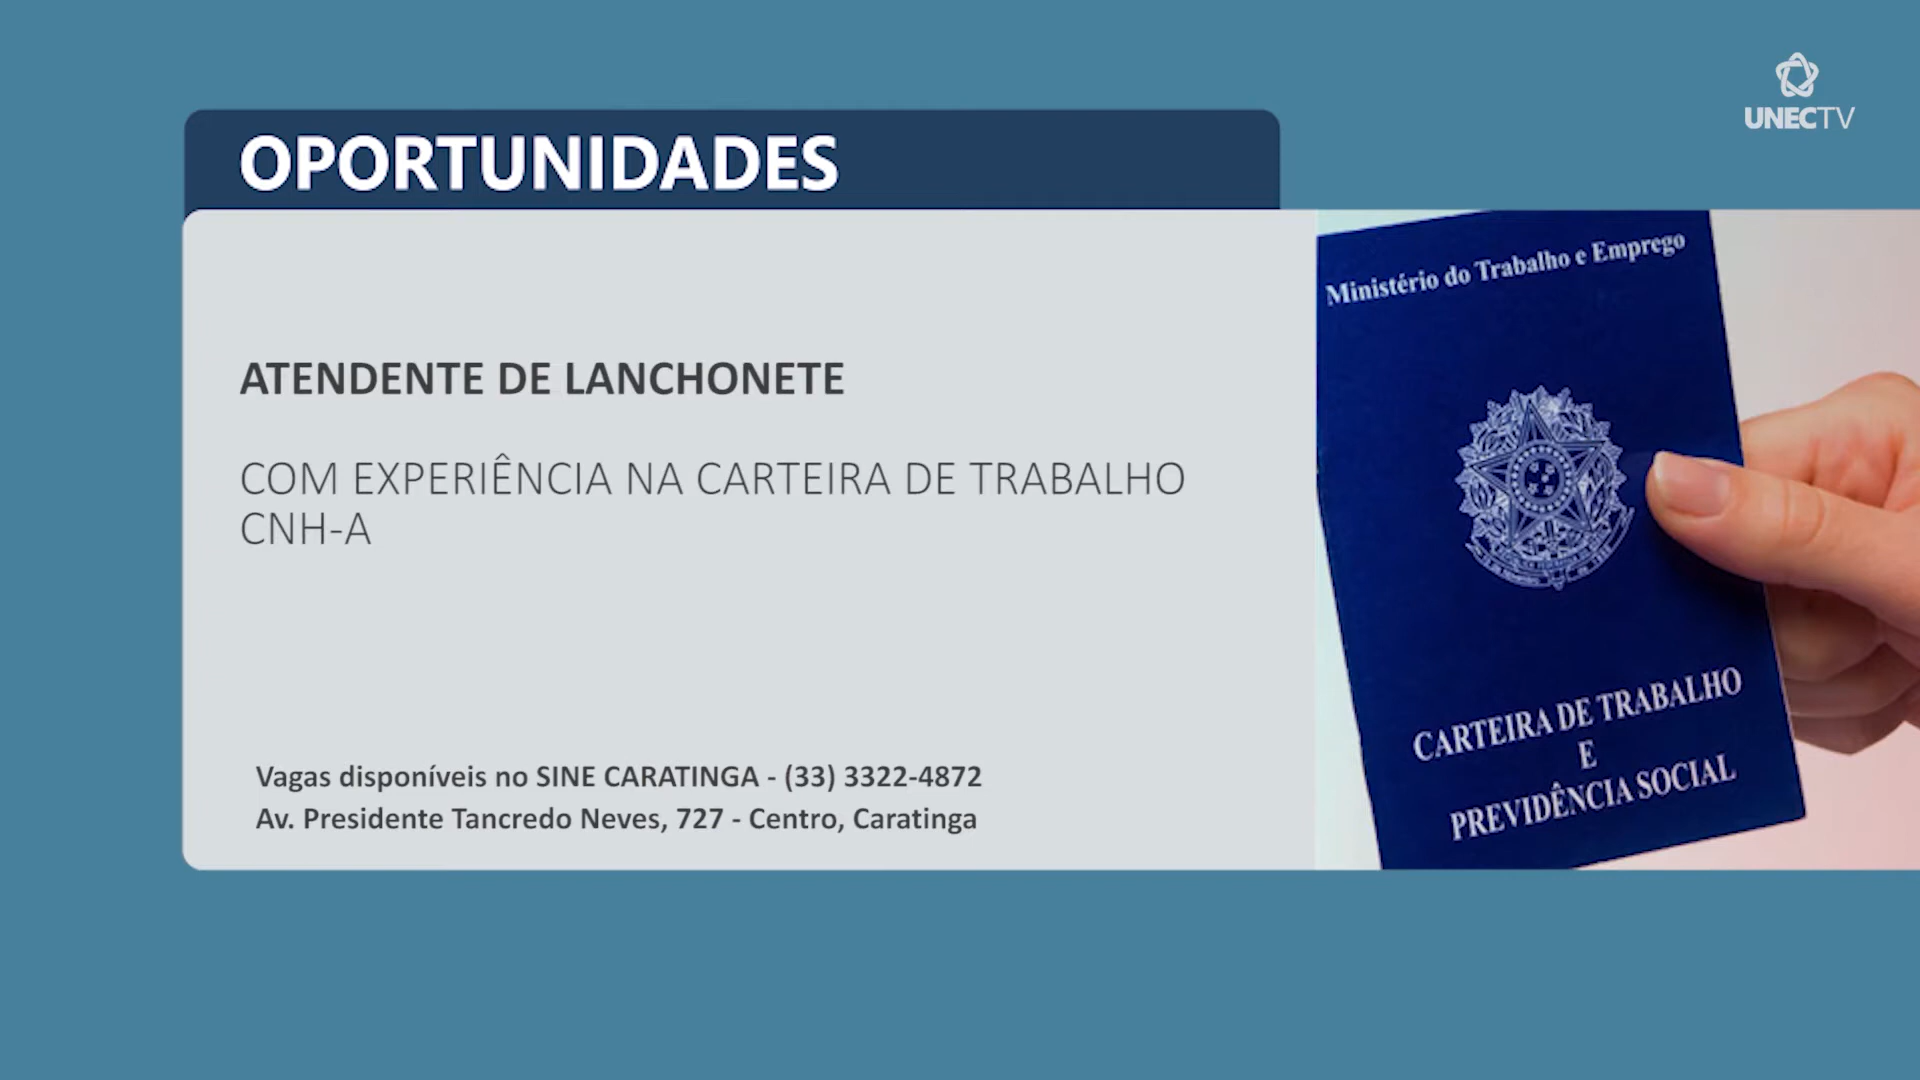 UNECTV
OPORTUNIDADES
ATENDENTE DE LANCHONETE
COM EXPERIÊNCIA NA CARTEIRA DE TRABALHO
CNH-A
Vagas disponíveis no SINE CARATINGA - (33) 3322-4872
Av. Presidente Tancredo Neves, 727 - Centro, Caratinga
Ministério do Trabalho e Emprego
CARTEIRA DE TRABALHO
E
PREVIDÊNCIA SOCIAL